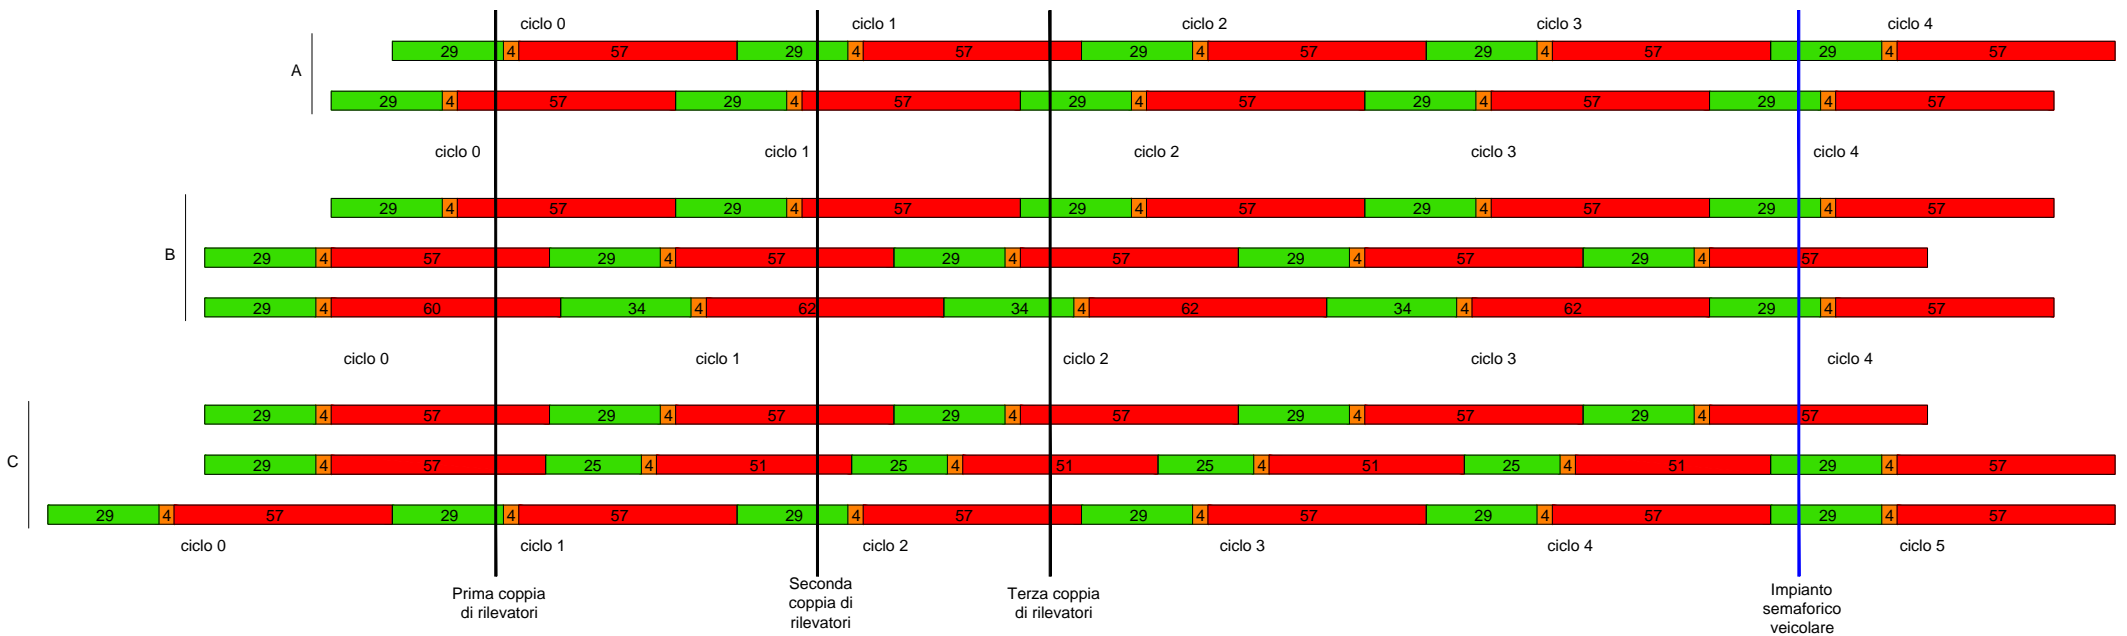 ciclo 0 ciclo 1 ciclo 2 ciclo 3 ciclo 4
29 4 57 29 4 57 29 4 57 29 4 57 29 4 57
A
29 4 57 29 4 57 29 4 57 29 4 57 29 4 57
ciclo 0 ciclo 1 ciclo 2 ciclo 3 ciclo 4
29 4 57 29 4 57 29 4 57 29 4 57 29 4 57
B
29 4 57 29 4 57 29 4 57 29 4 57 29 4 57
29 4 60 34 4 62 34 4 62 34 4 62 29 4 57
ciclo 0 ciclo 1 ciclo 2 ciclo 3 ciclo 4
29 4 57 29 4 57 29 4 57 29 4 57 29 4 57
C
29 4 57 25 4 51 25 4 51 25 4 51 25 4 51 29 4 57
29 4 57 29 4 57 29 4 57 29 4 57 29 4 57 29 4 57
ciclo 0 ciclo 1 ciclo 2 ciclo 3 ciclo 4 ciclo 5
Prima coppia
di rilevatori
Seconda
coppia di
rilevatori
Terza coppia
di rilevatori
Impianto
semaforico
veicolare